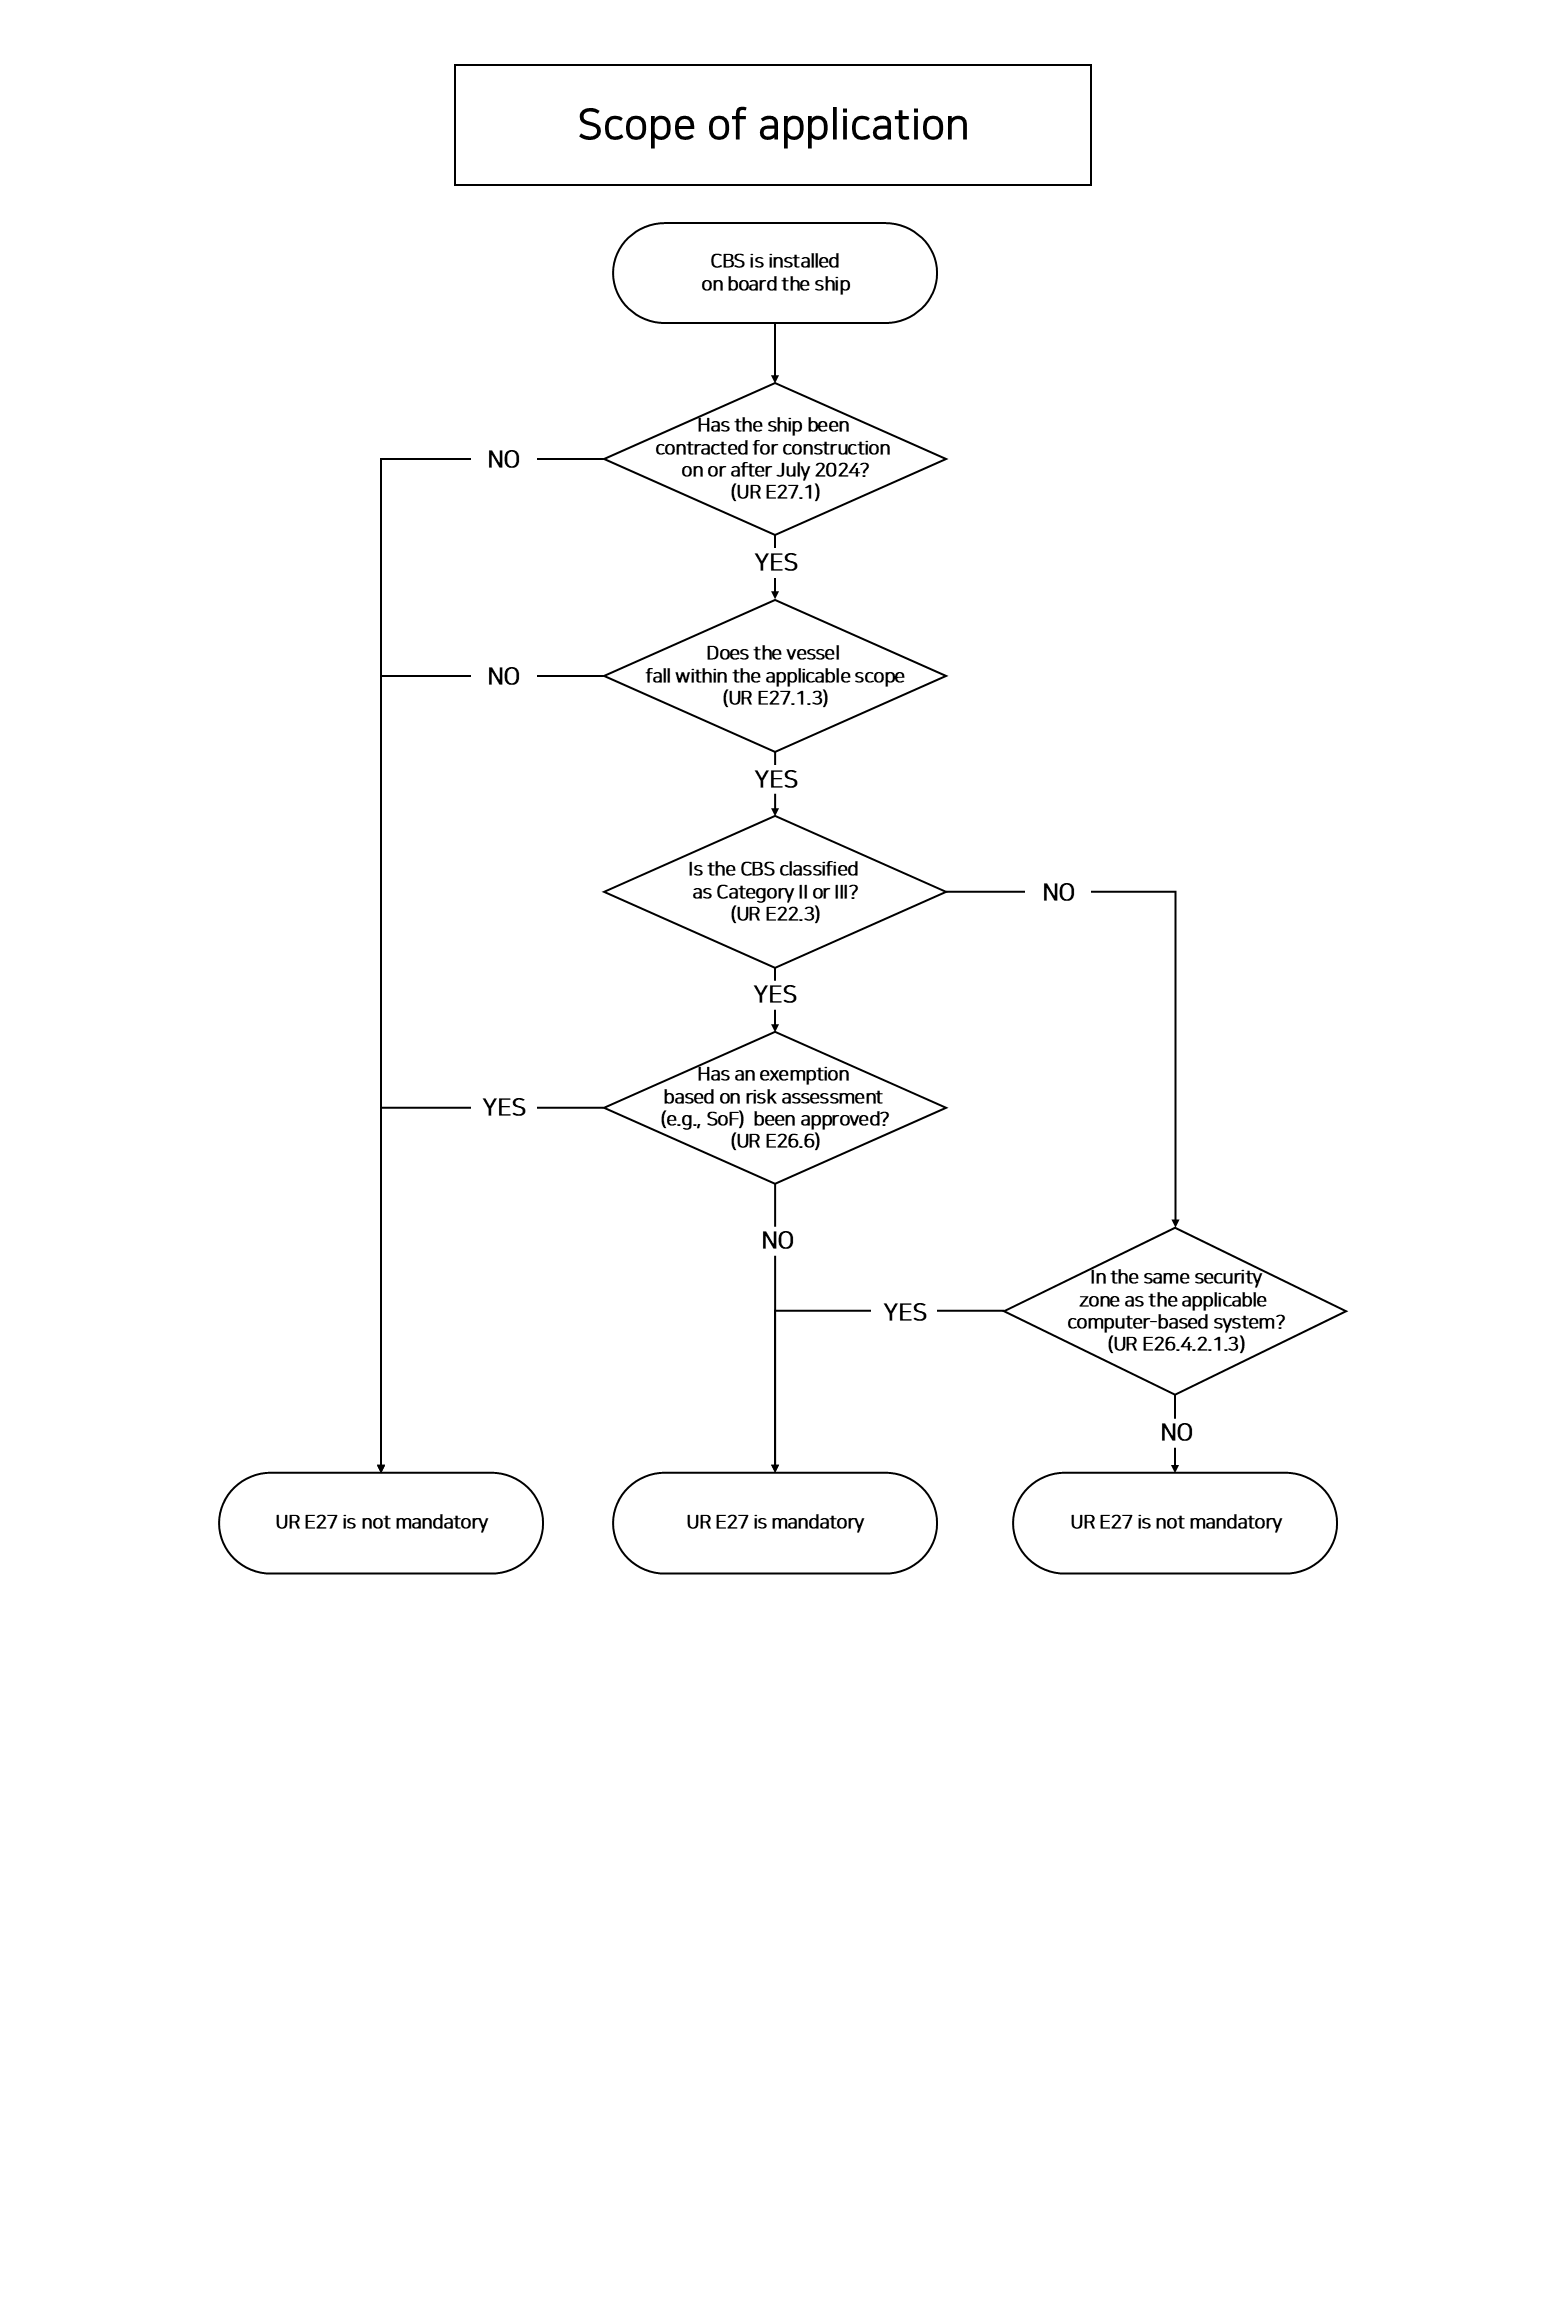 Scope of application
CBS is installed
on board the ship
Has the ship been
contracted for construction
on or after July 2024?
(UR E27.1)
NO
YES
Does the vessel
fall within the applicable scope
(UR E27.1.3)
NO
YES
Is the CBS classified
as Category II or III?
(UR E22.3)
NO
YES
Has an exemption
based on risk assessment
(e.g., SoF) been approved?
(UR E26.6)
YES
NO
In the same security
zone as the applicable
computer-based system?
(UR E26.4.2.1.3)
YES
NO
UR E27 is not mandatory
UR E27 is mandatory
UR E27 is not mandatory